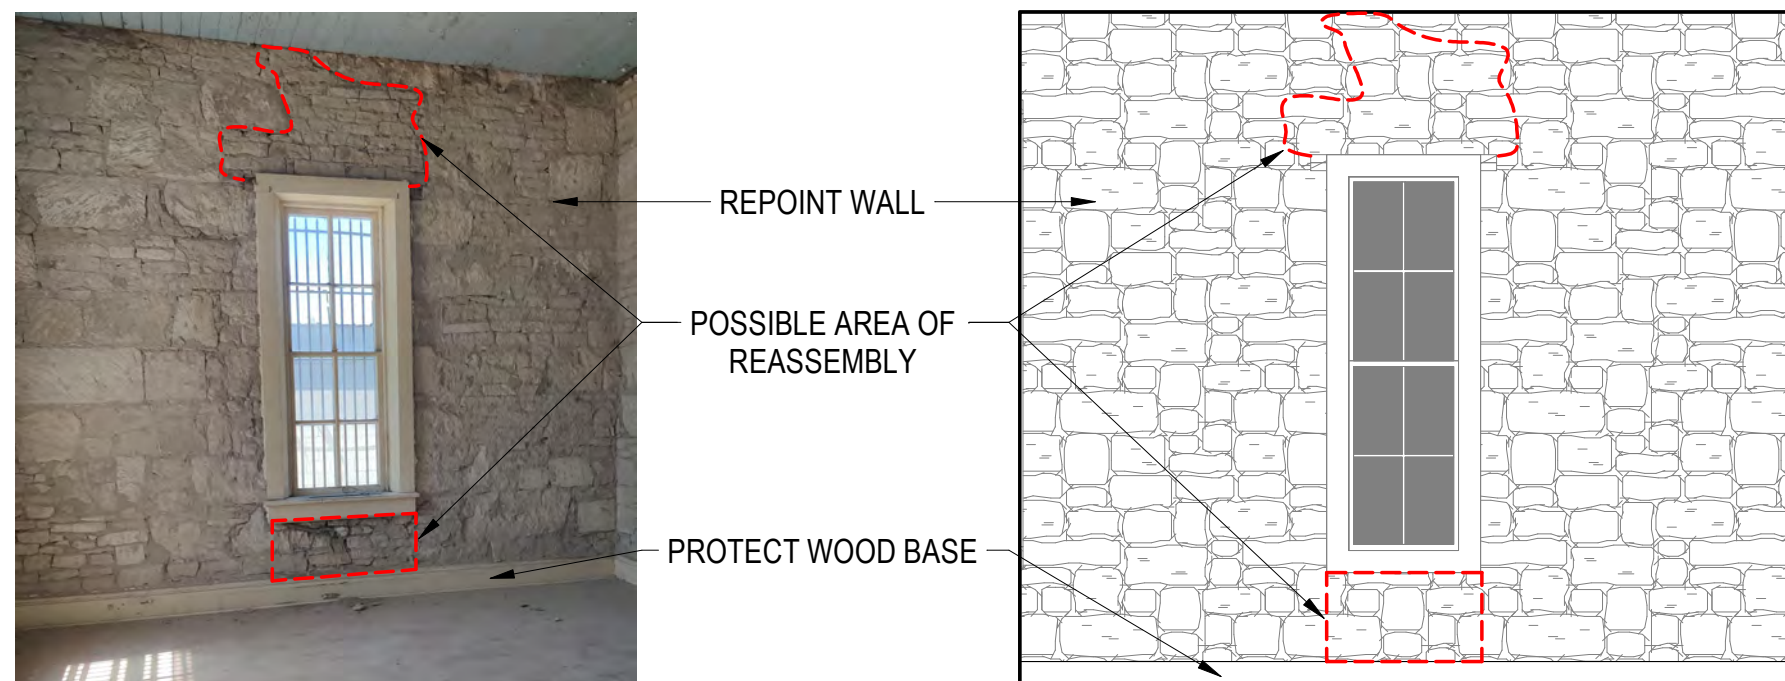 REPOINT WALL
POSSIBLE AREA OF
REASSEMBLY
PROTECT WOOD BASE